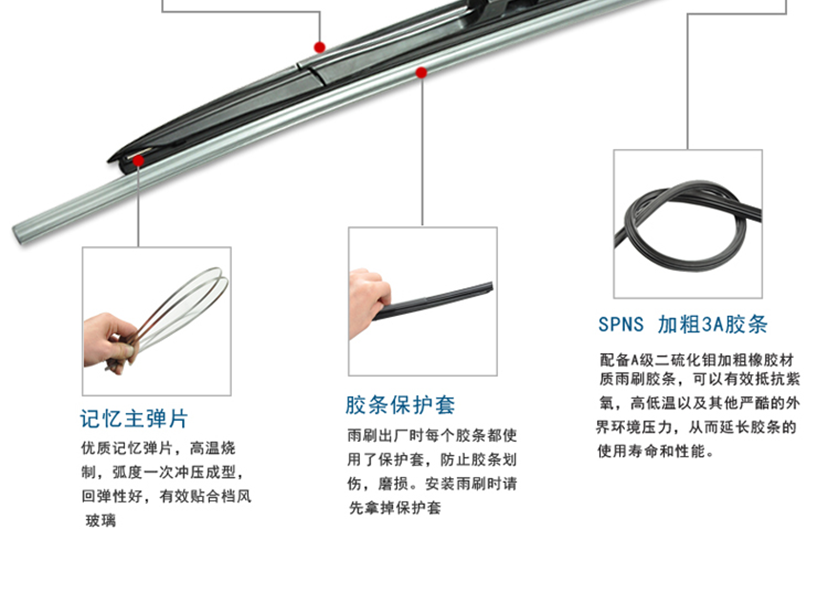 记忆主弹片
优质记忆弹片，高温烧
制，弧度一次冲压成型，
回弹性好，有效贴合档风
玻璃
胶条保护套
雨刷出厂时每个胶条都使
用了保护套，防止胶条划
伤，磨损。安装雨刷时请
先拿掉保护套
SPNS 加粗3A胶条
配备A级二硫化钼加粗橡胶材
质雨刷胶条，可以有效抵抗紫
氧，高低温以及其他严酷的外
界环境压力，从而延长胶条的
使用寿命和性能。